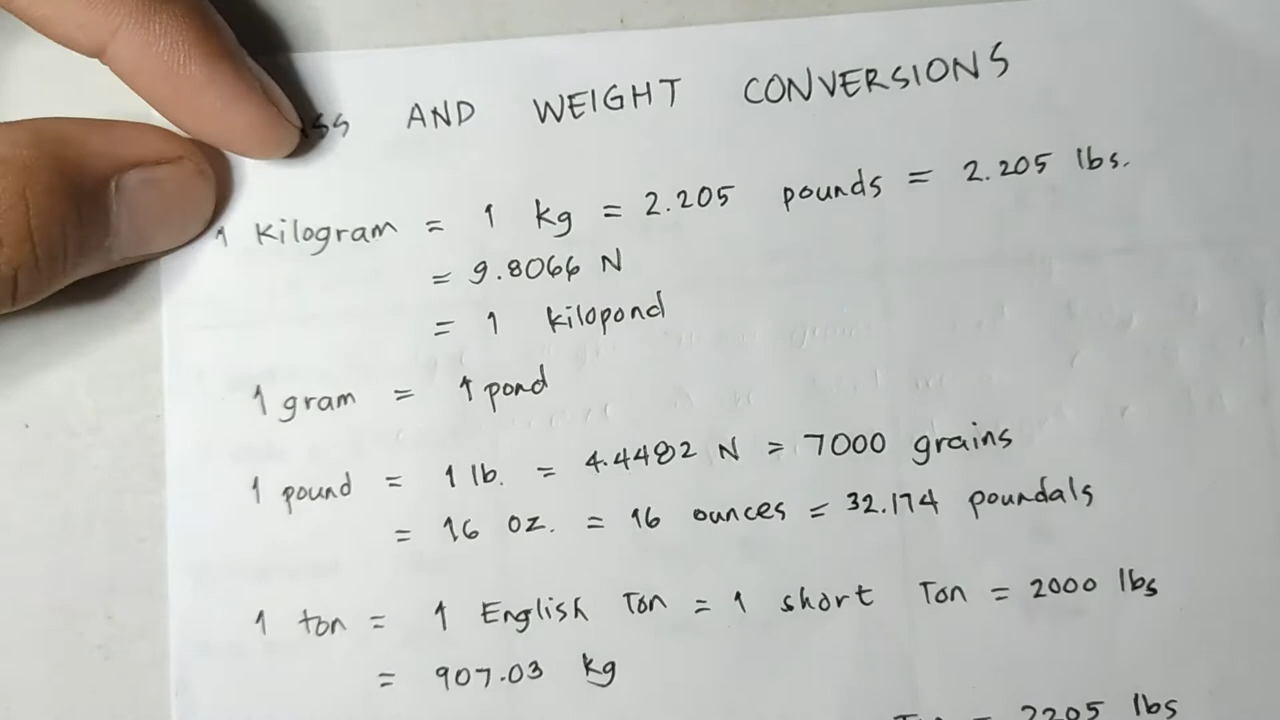 AND WEIGHT CONVERSIONS
1 Kilogram = 1 kg = 2.205 pounds = 2.205 lbs.
= 9.8066 N
= 1 kilopond
1 gram = 1 pond
1 pound = 1 lb. = 4.4482 N = 7000 grains
= 16 oz. = 16 ounces = 32.174 poundals
1 ton = 1 English Ton = 1 short Ton = 2000 lbs
= 907.03 kg
= 2205 lbs